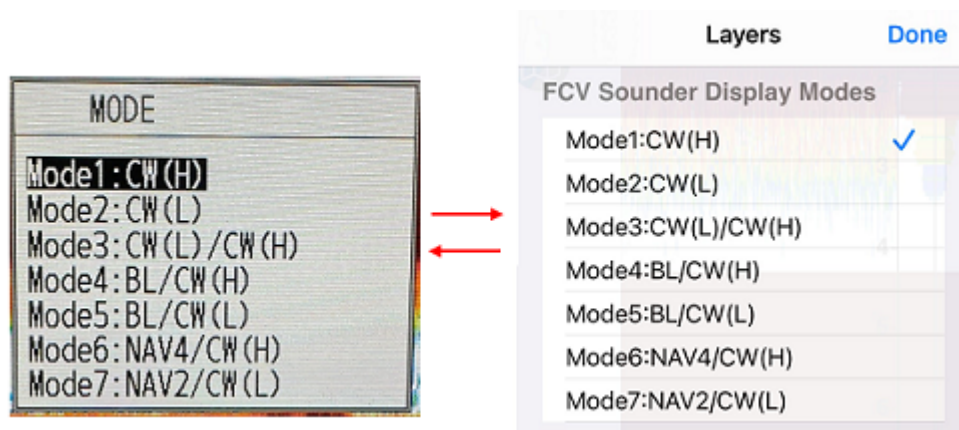 MODE
Mode1:CW(H)
Mode2:CW(L)
Mode3:CW(L)/CW(H)
Mode4:BL/CW(H)
Mode5:BL/CW(L)
Mode6:NAV4/CW(H)
Mode7:NAV2/CW(L)
Layers Done
FCV Sounder Display Modes
Mode1:CW(H)
Mode2:CW(L)
Mode3:CW(L)/CW(H)
Mode4:BL/CW(H)
Mode5:BL/CW(L)
Mode6:NAV4/CW(H)
Mode7:NAV2/CW(L)